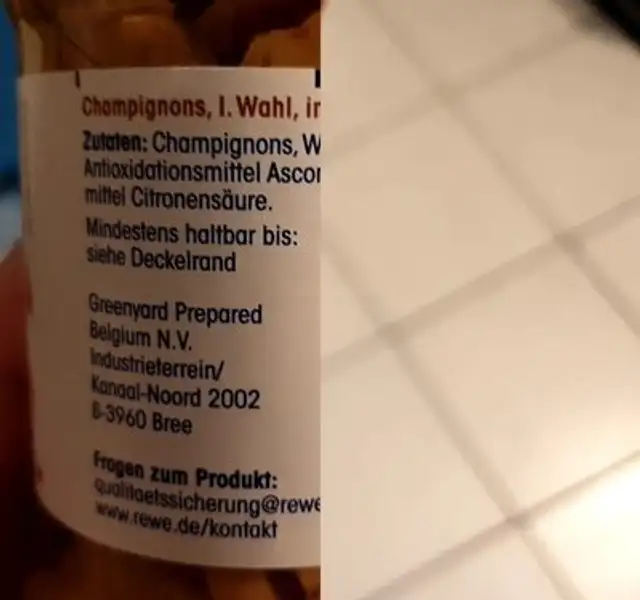 Champignons, I. Wahl, in
Zutaten: Champignons, W
Antioxidationsmittel Ascor
mittel Citronensäure.
Mindestens haltbar bis:
siehe Deckelrand
Greenyard Prepared
Belgium N.V.
Industrieterrein/
Kanaal-Noord 2002
B-3960 Bree
Fragen zum Produkt:
qualitaetssicherung@rewe
www.rewe.de/kontakt